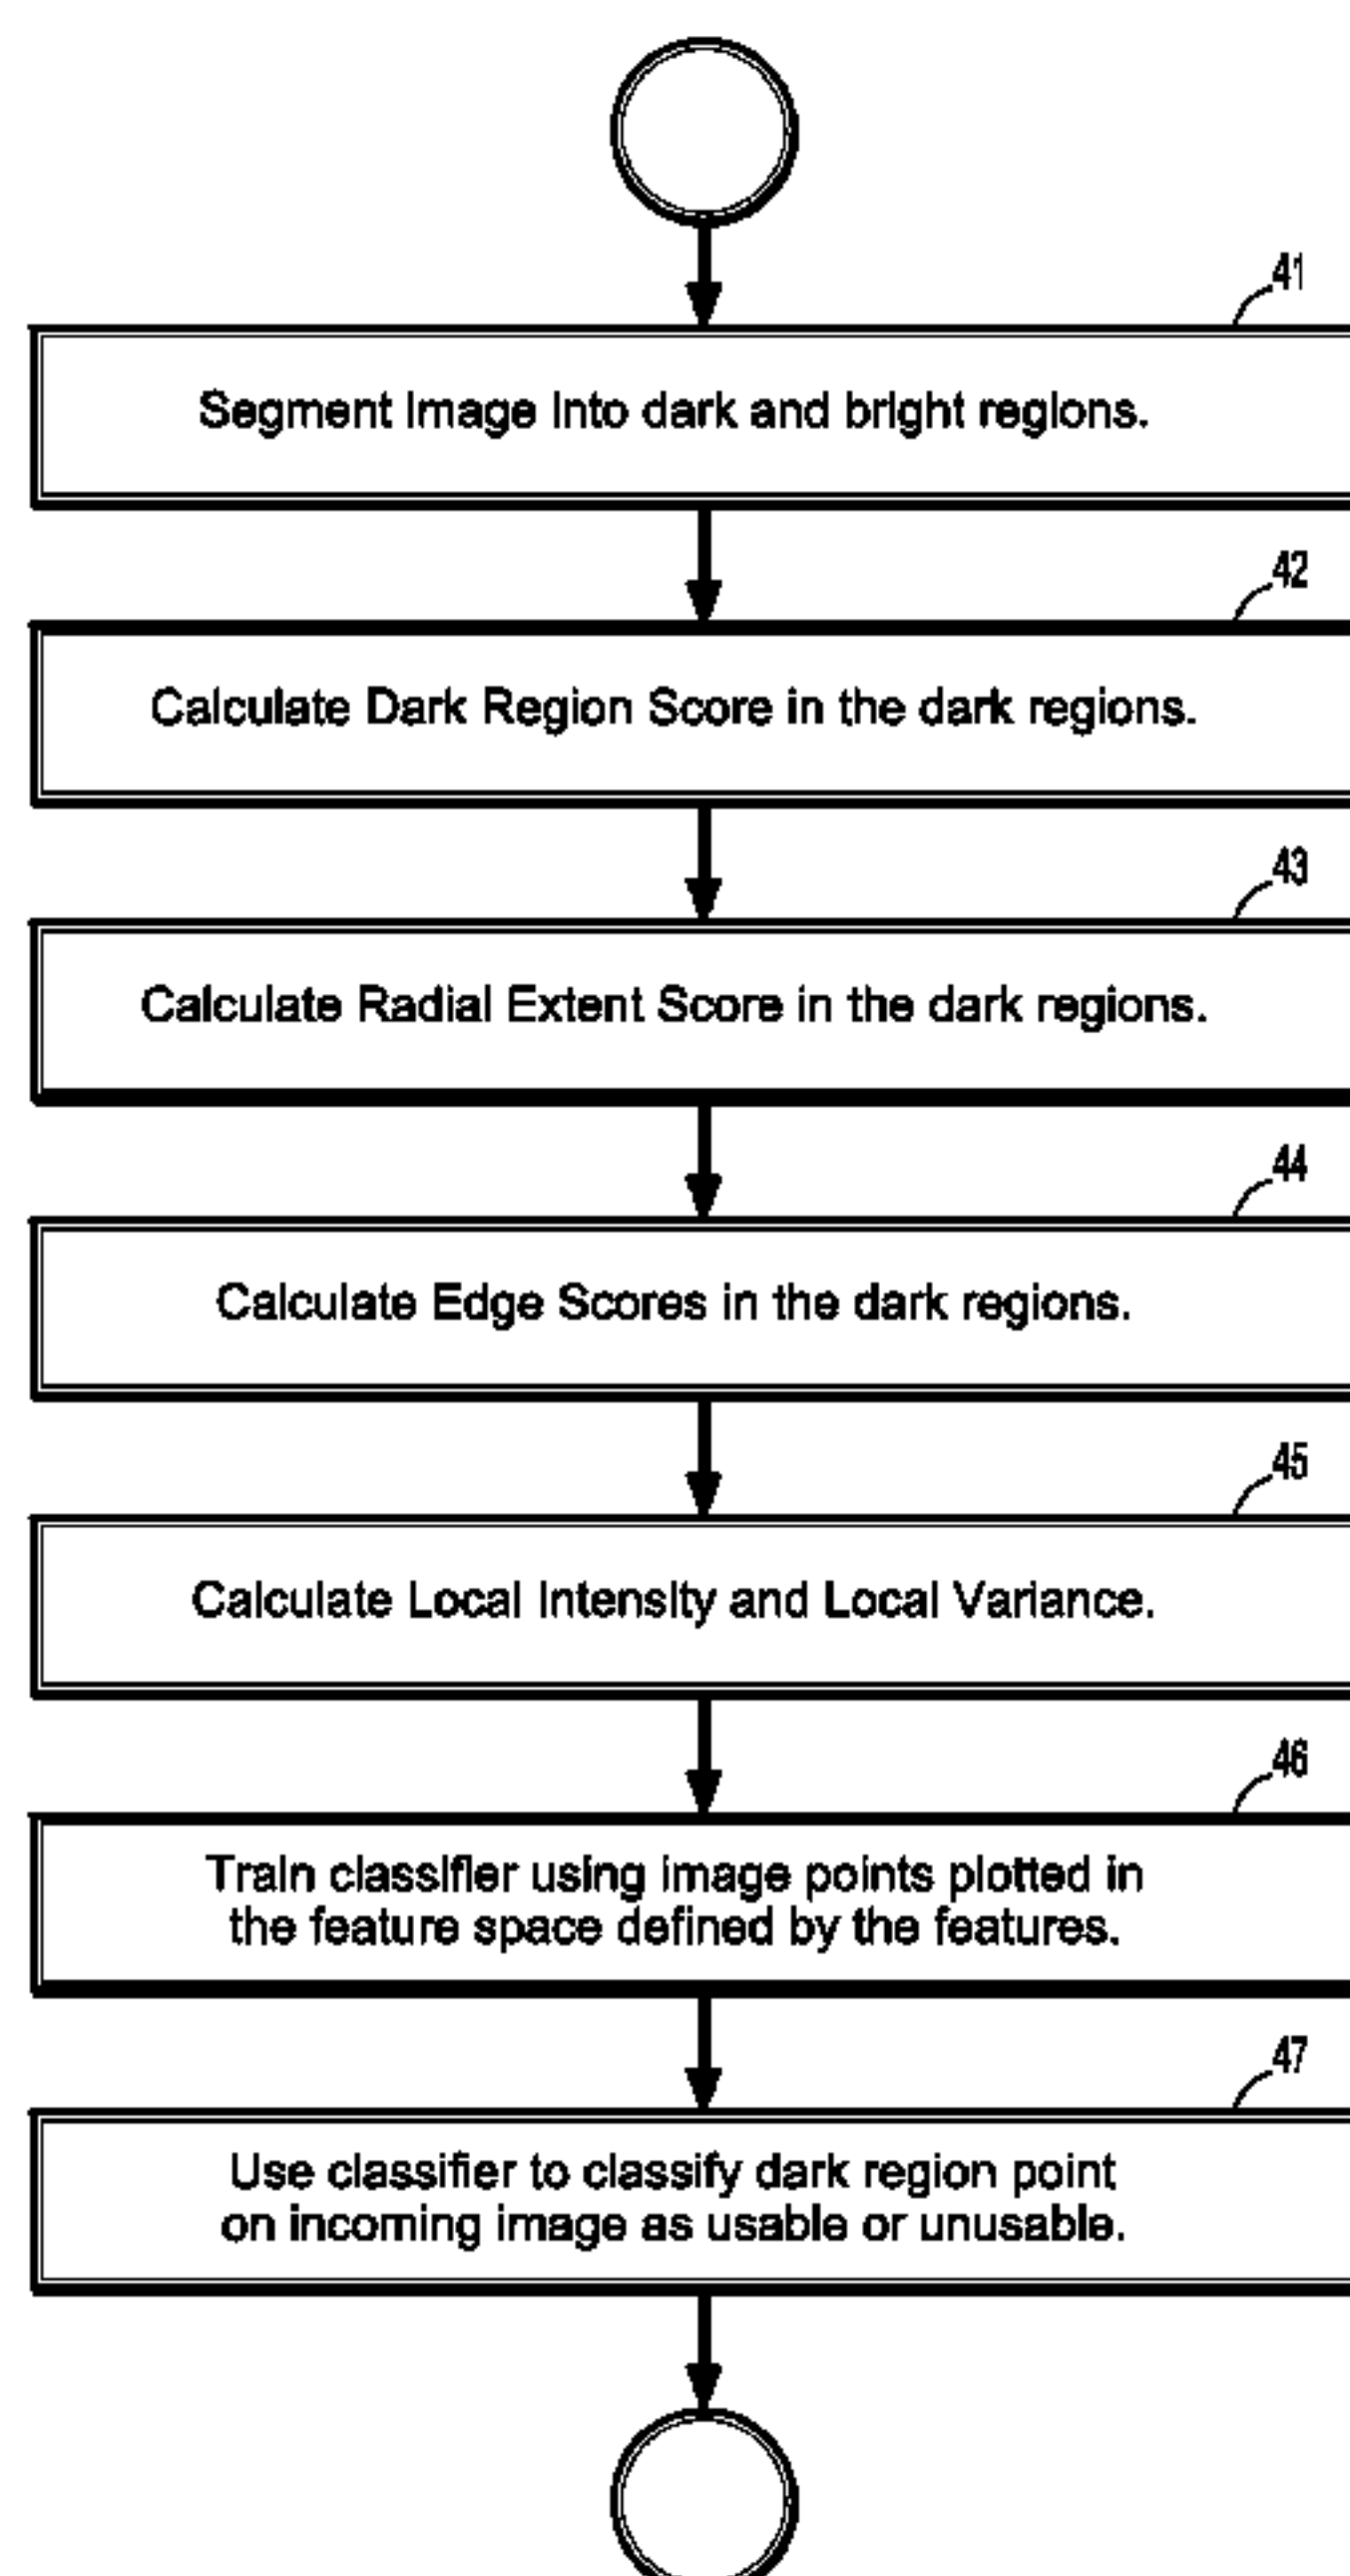 41
Segment image into dark and bright regions.
42
Calculate Dark Region Score in the dark regions.
43
Calculate Radial Extent Score in the dark regions.
44
Calculate Edge Scores in the dark regions.
45
Calculate Local Intensity and Local Variance.
46
Train classifier using image points plotted in
the feature space defined by the features.
47
Use classifier to classify dark region point
on incoming image as usable or unusable.